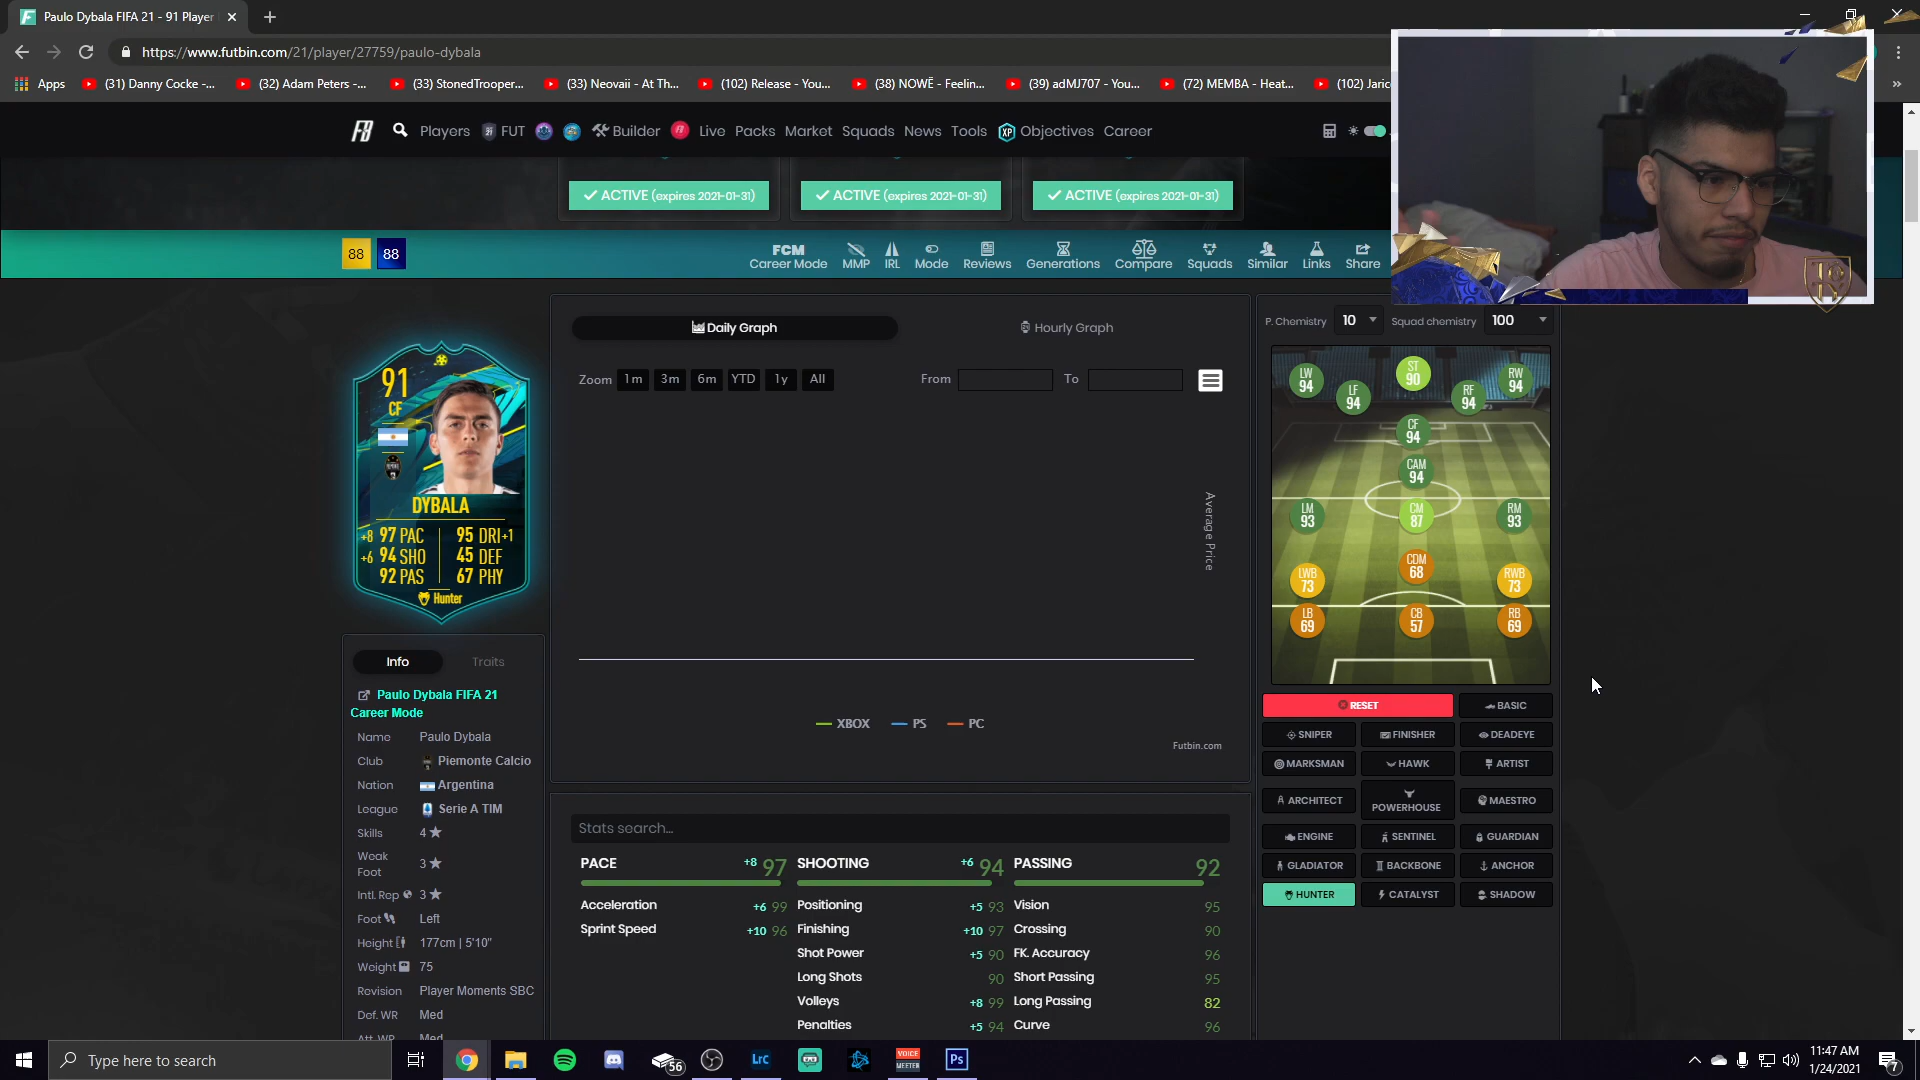 Paulo Dybala FIFA 21 - 91 Player
https://www.futbin.com/21/player/27759/paulo-dybala
Apps (31) Danny Cocke -... (32) Adam Peters -... (33) StonedTrooper... (33) Neovaii - At Th... (102) Release - You... (38) NOWĒ - Feelin... (39) adMJ707 - You... (72) MEMBA - Heat... (102) Jaric
Players FUT Builder Live Packs Market Squads News Tools XP Objectives Career
ACTIVE (expires 2021-01-31) ACTIVE (expires 2021-01-31) ACTIVE (expires 2021-01-31)
88 88
FCM
Career Mode MMP IRL Mode Reviews Generations Compare Squads Similar Links Share
Daily Graph Hourly Graph
P. Chemistry 10 Squad chemistry 100
Zoom 1m 3m 6m YTD 1y All From To
91
CF
DYBALA
+8 97 PAC 95 DRI+1
+6 94 SHO 45 DEF
92 PAS 67 PHY
Hunter
Average Price
XBOX PS PC
Futbin.com
LW
94
ST
90
RW
94
LF
94
RF
94
CF
94
CAM
94
LM
93
CM
87
RM
93
CDM
68
LWB
73
RWB
73
LB
69
CB
57
RB
69
RESET BASIC
SNIPER FINISHER DEADEYE
MARKSMAN HAWK ARTIST
ARCHITECT POWERHOUSE MAESTRO
ENGINE SENTINEL GUARDIAN
GLADIATOR BACKBONE ANCHOR
HUNTER CATALYST SHADOW
Info Traits
Paulo Dybala FIFA 21
Career Mode
Name Paulo Dybala
Club Piemonte Calcio
Nation Argentina
League Serie A TIM
Skills 4
Weak
Foot 3
Intl. Rep 3
Foot Left
Height 177cm | 5'10"
Weight 75
Revision Player Moments SBC
Def. WR Med
Att. WR Med
Stats search...
PACE +8 97 SHOOTING +6 94 PASSING 92
Acceleration +6 99 Positioning +5 93 Vision 95
Sprint Speed +10 96 Finishing +10 97 Crossing 90
Shot Power +5 90 FK. Accuracy 96
Long Shots 90 Short Passing 95
Volleys +8 99 Long Passing 82
Penalties +5 94 Curve 96
Type here to search
56
Lrc
VOICE
MEETER
Ps
11:47 AM
1/24/2021
7